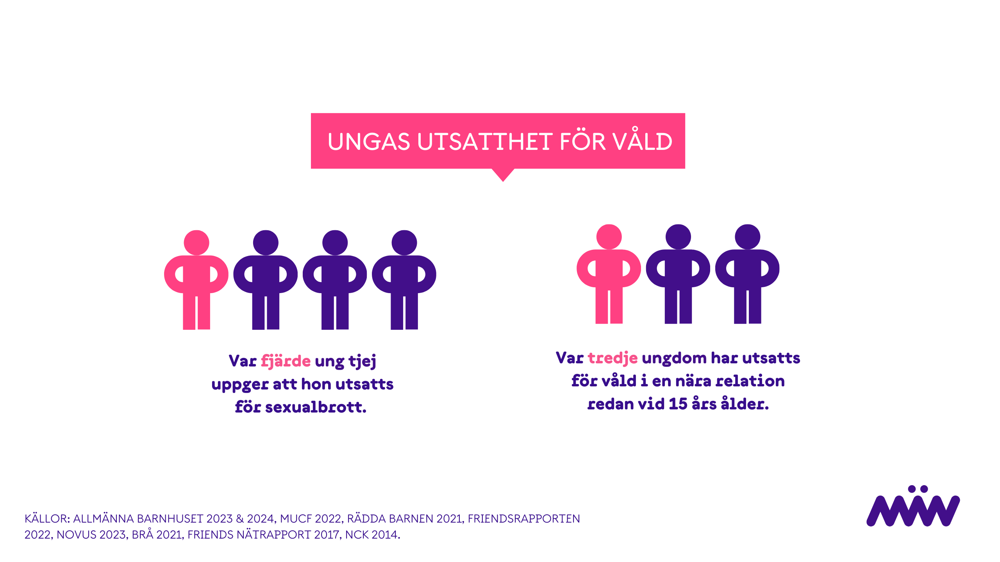 UNGAS UTSATTHET FÖR VÅLD
Var fjärde ung tjej
uppger att hon utsatts
för sexualbrott.
Var tredje ungdom har utsatts
för våld i en nära relation
redan vid 15 års ålder.
KÄLLOR: ALLMÄNNA BARNHUSET 2023 & 2024, MUCF 2022, RÄDDA BARNEN 2021, FRIENDSRAPPORTEN
2022, NOVUS 2023, BRÅ 2021, FRIENDS NÄTRAPPORT 2017, NCK 2014.
MÄN